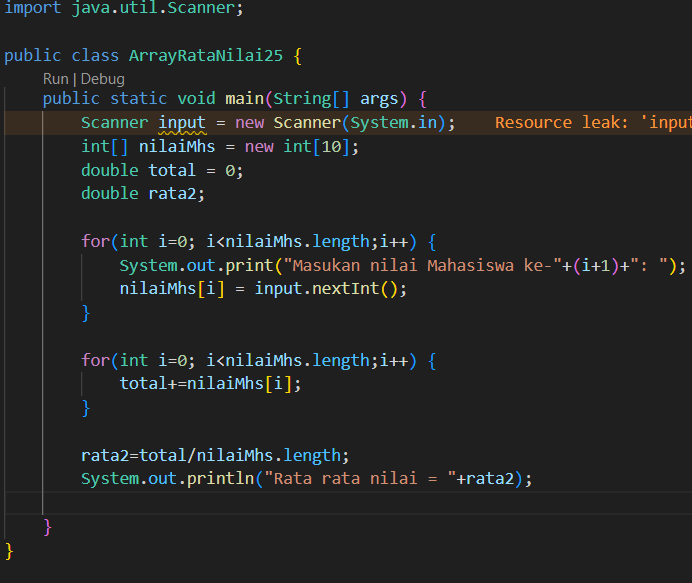 import java.util.Scanner;
public class ArrayRataNilai25 {
Run | Debug
public static void main(String[] args) {
Scanner input = new Scanner(System.in);    Resource leak: 'input
int[] nilaiMhs = new int[10];
double total = 0;
double rata2;
for(int i=0; i<nilaiMhs.length;i++) {
System.out.print("Masukan nilai Mahasiswa ke-"+(i+1)+": ");
nilaiMhs[i] = input.nextInt();
}
for(int i=0; i<nilaiMhs.length;i++) {
total+=nilaiMhs[i];
}
rata2=total/nilaiMhs.length;
System.out.println("Rata rata nilai = "+rata2);
}
}